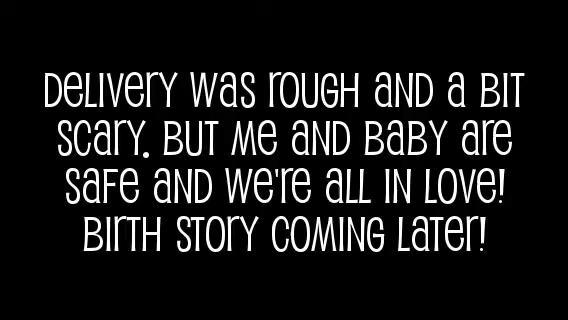 Delivery was rough and a bit
scary. But me and baby are
safe and we're all in love!
Birth story coming later!